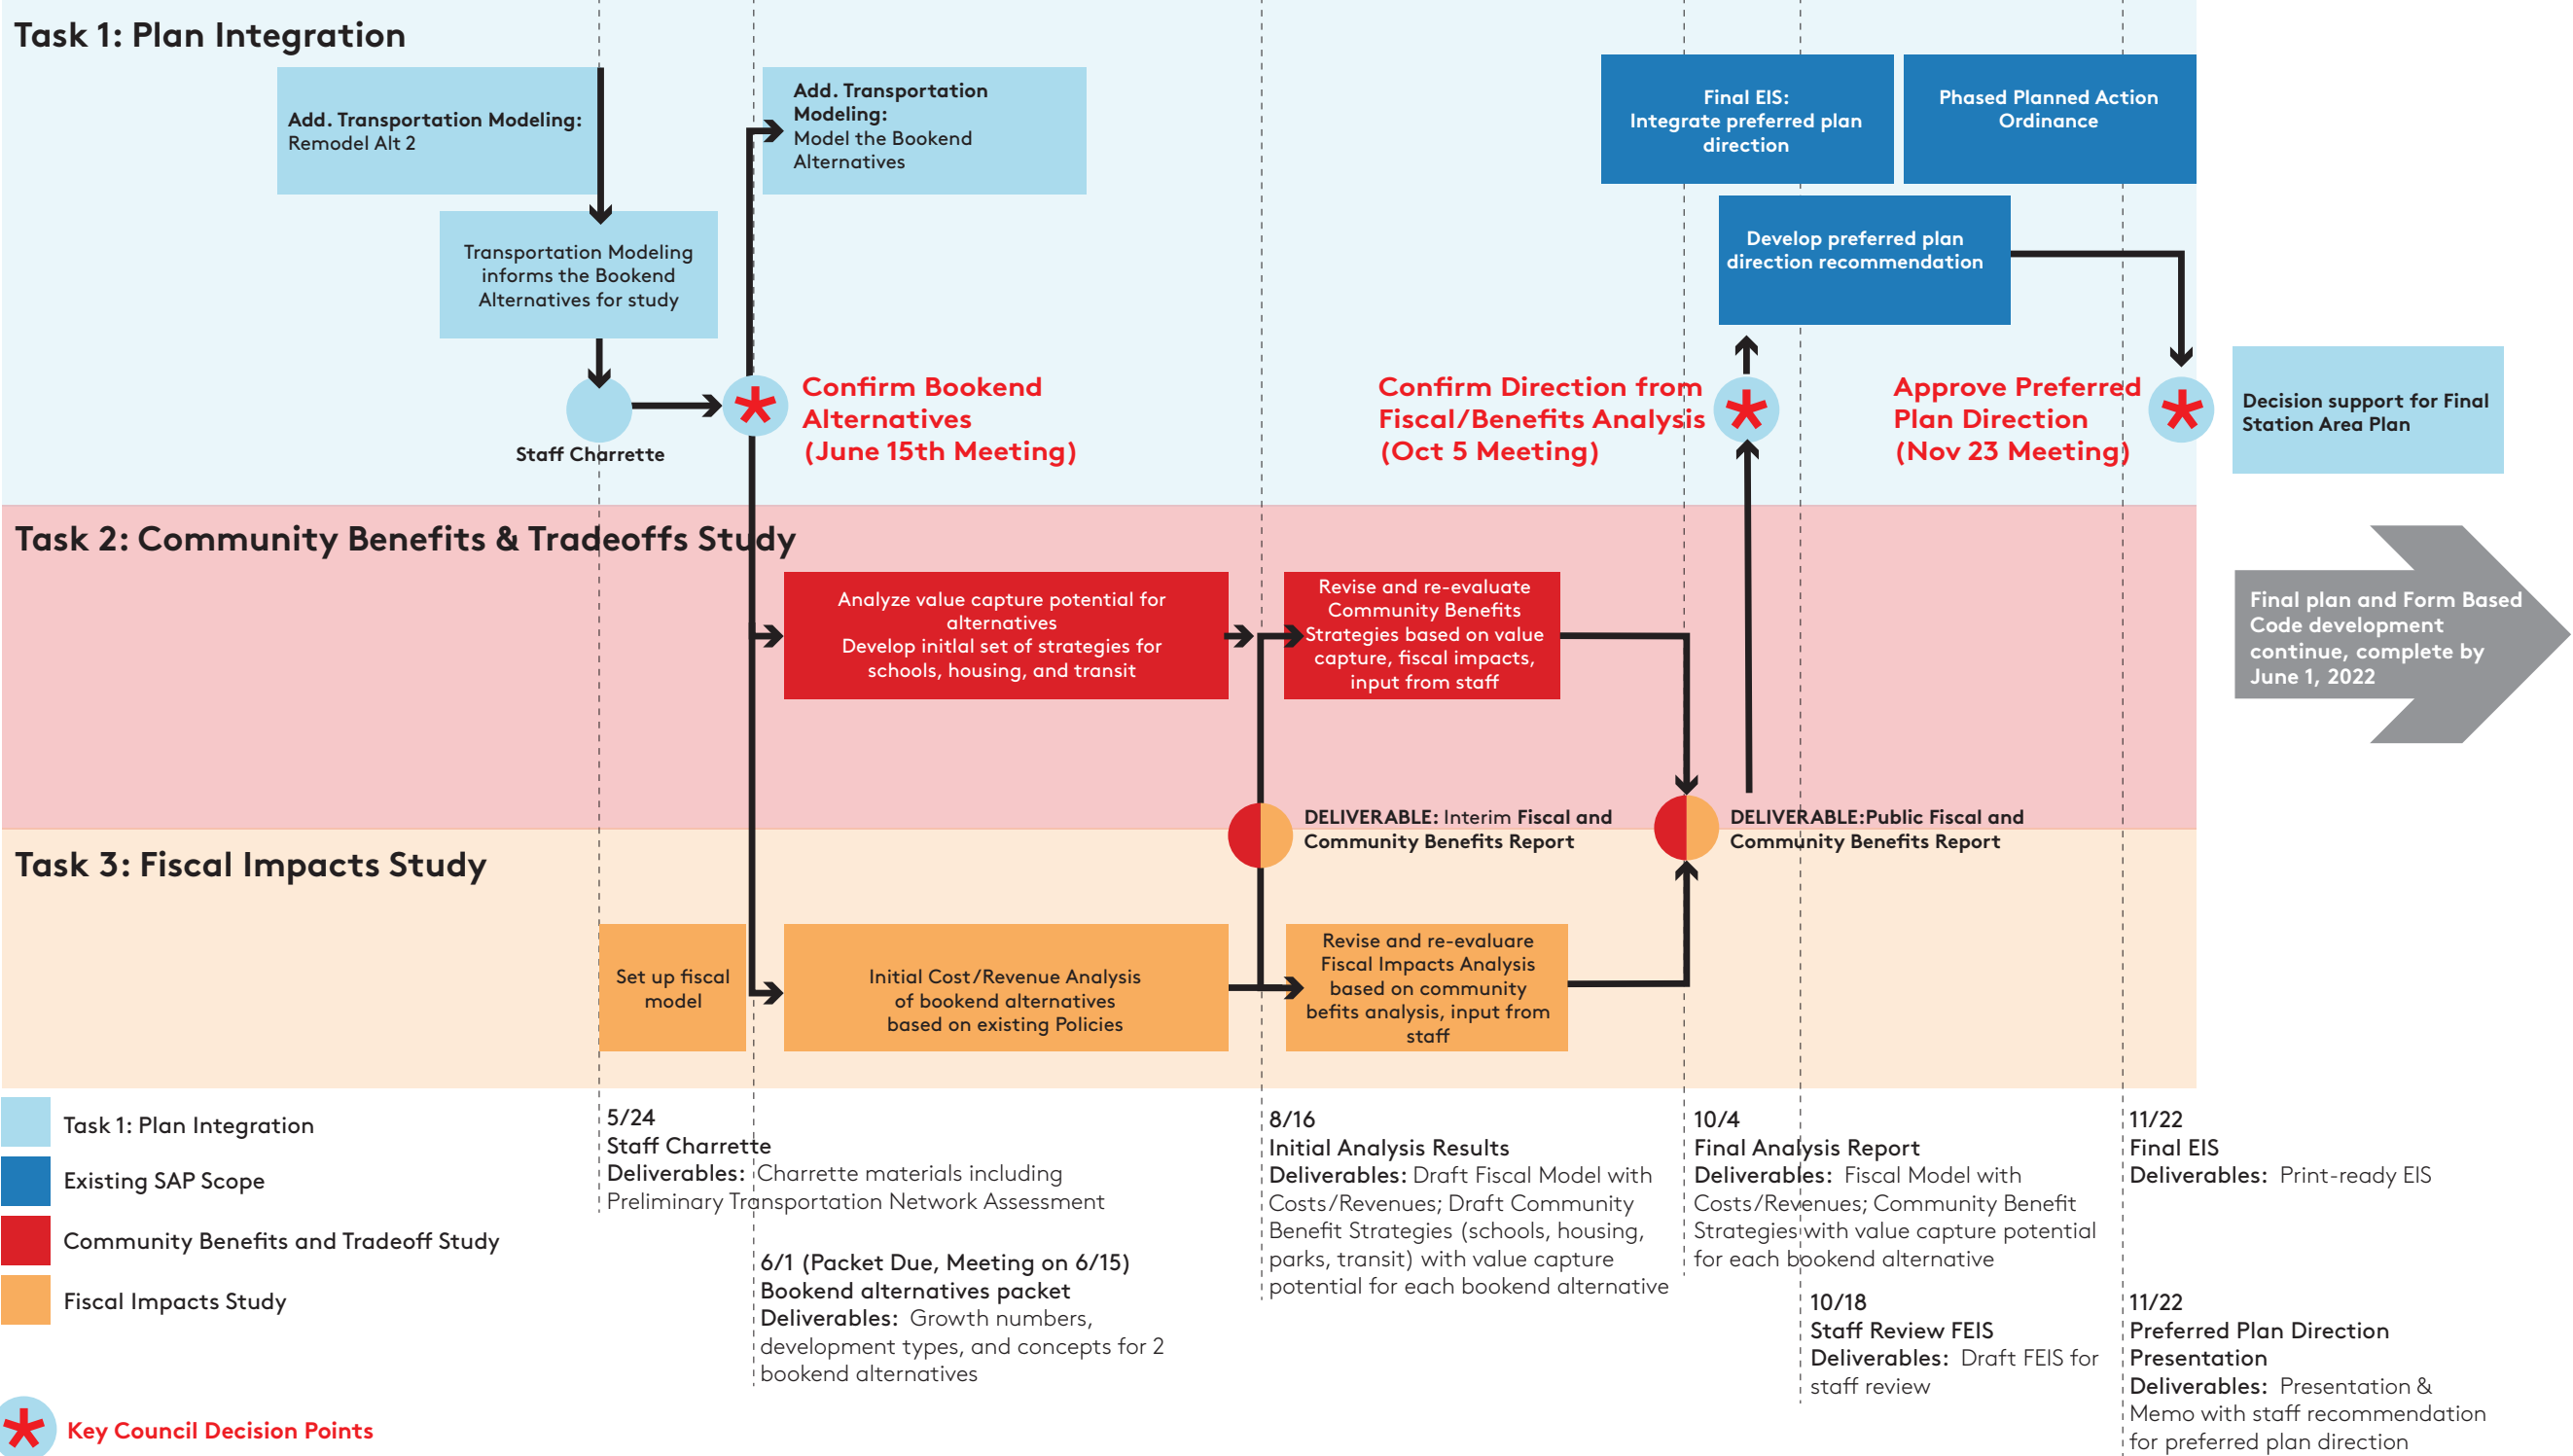 Task 1: Plan Integration
Add. Transportation Modeling:
Remodel Alt 2
Add. Transportation
Modeling:
Model the Bookend
Alternatives
Final EIS:
Integrate preferred plan
direction
Phased Planned Action
Ordinance
Transportation Modeling
informs the Bookend
Alternatives for study
Develop preferred plan
direction recommendation
Staff Charrette
Confirm Bookend
Alternatives
(June 15th Meeting)
Confirm Direction from
Fiscal/Benefits Analysis
(Oct 5 Meeting)
Approve Preferred
Plan Direction
(Nov 23 Meeting)
Decision support for Final
Station Area Plan
Task 2: Community Benefits & Tradeoffs Study
Analyze value capture potential for
alternatives
Develop initlal set of strategies for
schools, housing, and transit
Revise and re-evaluate
Community Benefits
Strategies based on value
capture, fiscal impacts,
input from staff
Final plan and Form Based
Code development
continue, complete by
June 1, 2022
DELIVERABLE: Interim Fiscal and
Community Benefits Report
DELIVERABLE:Public Fiscal and
Community Benefits Report
Task 3: Fiscal Impacts Study
Set up fiscal
model
Initial Cost/Revenue Analysis
of bookend alternatives
based on existing Policies
Revise and re-evaluare
Fiscal Impacts Analysis
based on community
befits analysis, input from
staff
Task 1: Plan Integration
Existing SAP Scope
Community Benefits and Tradeoff Study
Fiscal Impacts Study
Key Council Decision Points
5/24
Staff Charrette
Deliverables: Charrette materials including
Preliminary Transportation Network Assessment
6/1 (Packet Due, Meeting on 6/15)
Bookend alternatives packet
Deliverables: Growth numbers,
development types, and concepts for 2
bookend alternatives
8/16
Initial Analysis Results
Deliverables: Draft Fiscal Model with
Costs/Revenues; Draft Community
Benefit Strategies (schools, housing,
parks, transit) with value capture
potential for each bookend alternative
10/4
Final Analysis Report
Deliverables: Fiscal Model with
Costs/Revenues; Community Benefit
Strategies with value capture potential
for each bookend alternative
10/18
Staff Review FEIS
Deliverables: Draft FEIS for
staff review
11/22
Final EIS
Deliverables: Print-ready EIS
11/22
Preferred Plan Direction
Presentation
Deliverables: Presentation &
Memo with staff recommendation
for preferred plan direction